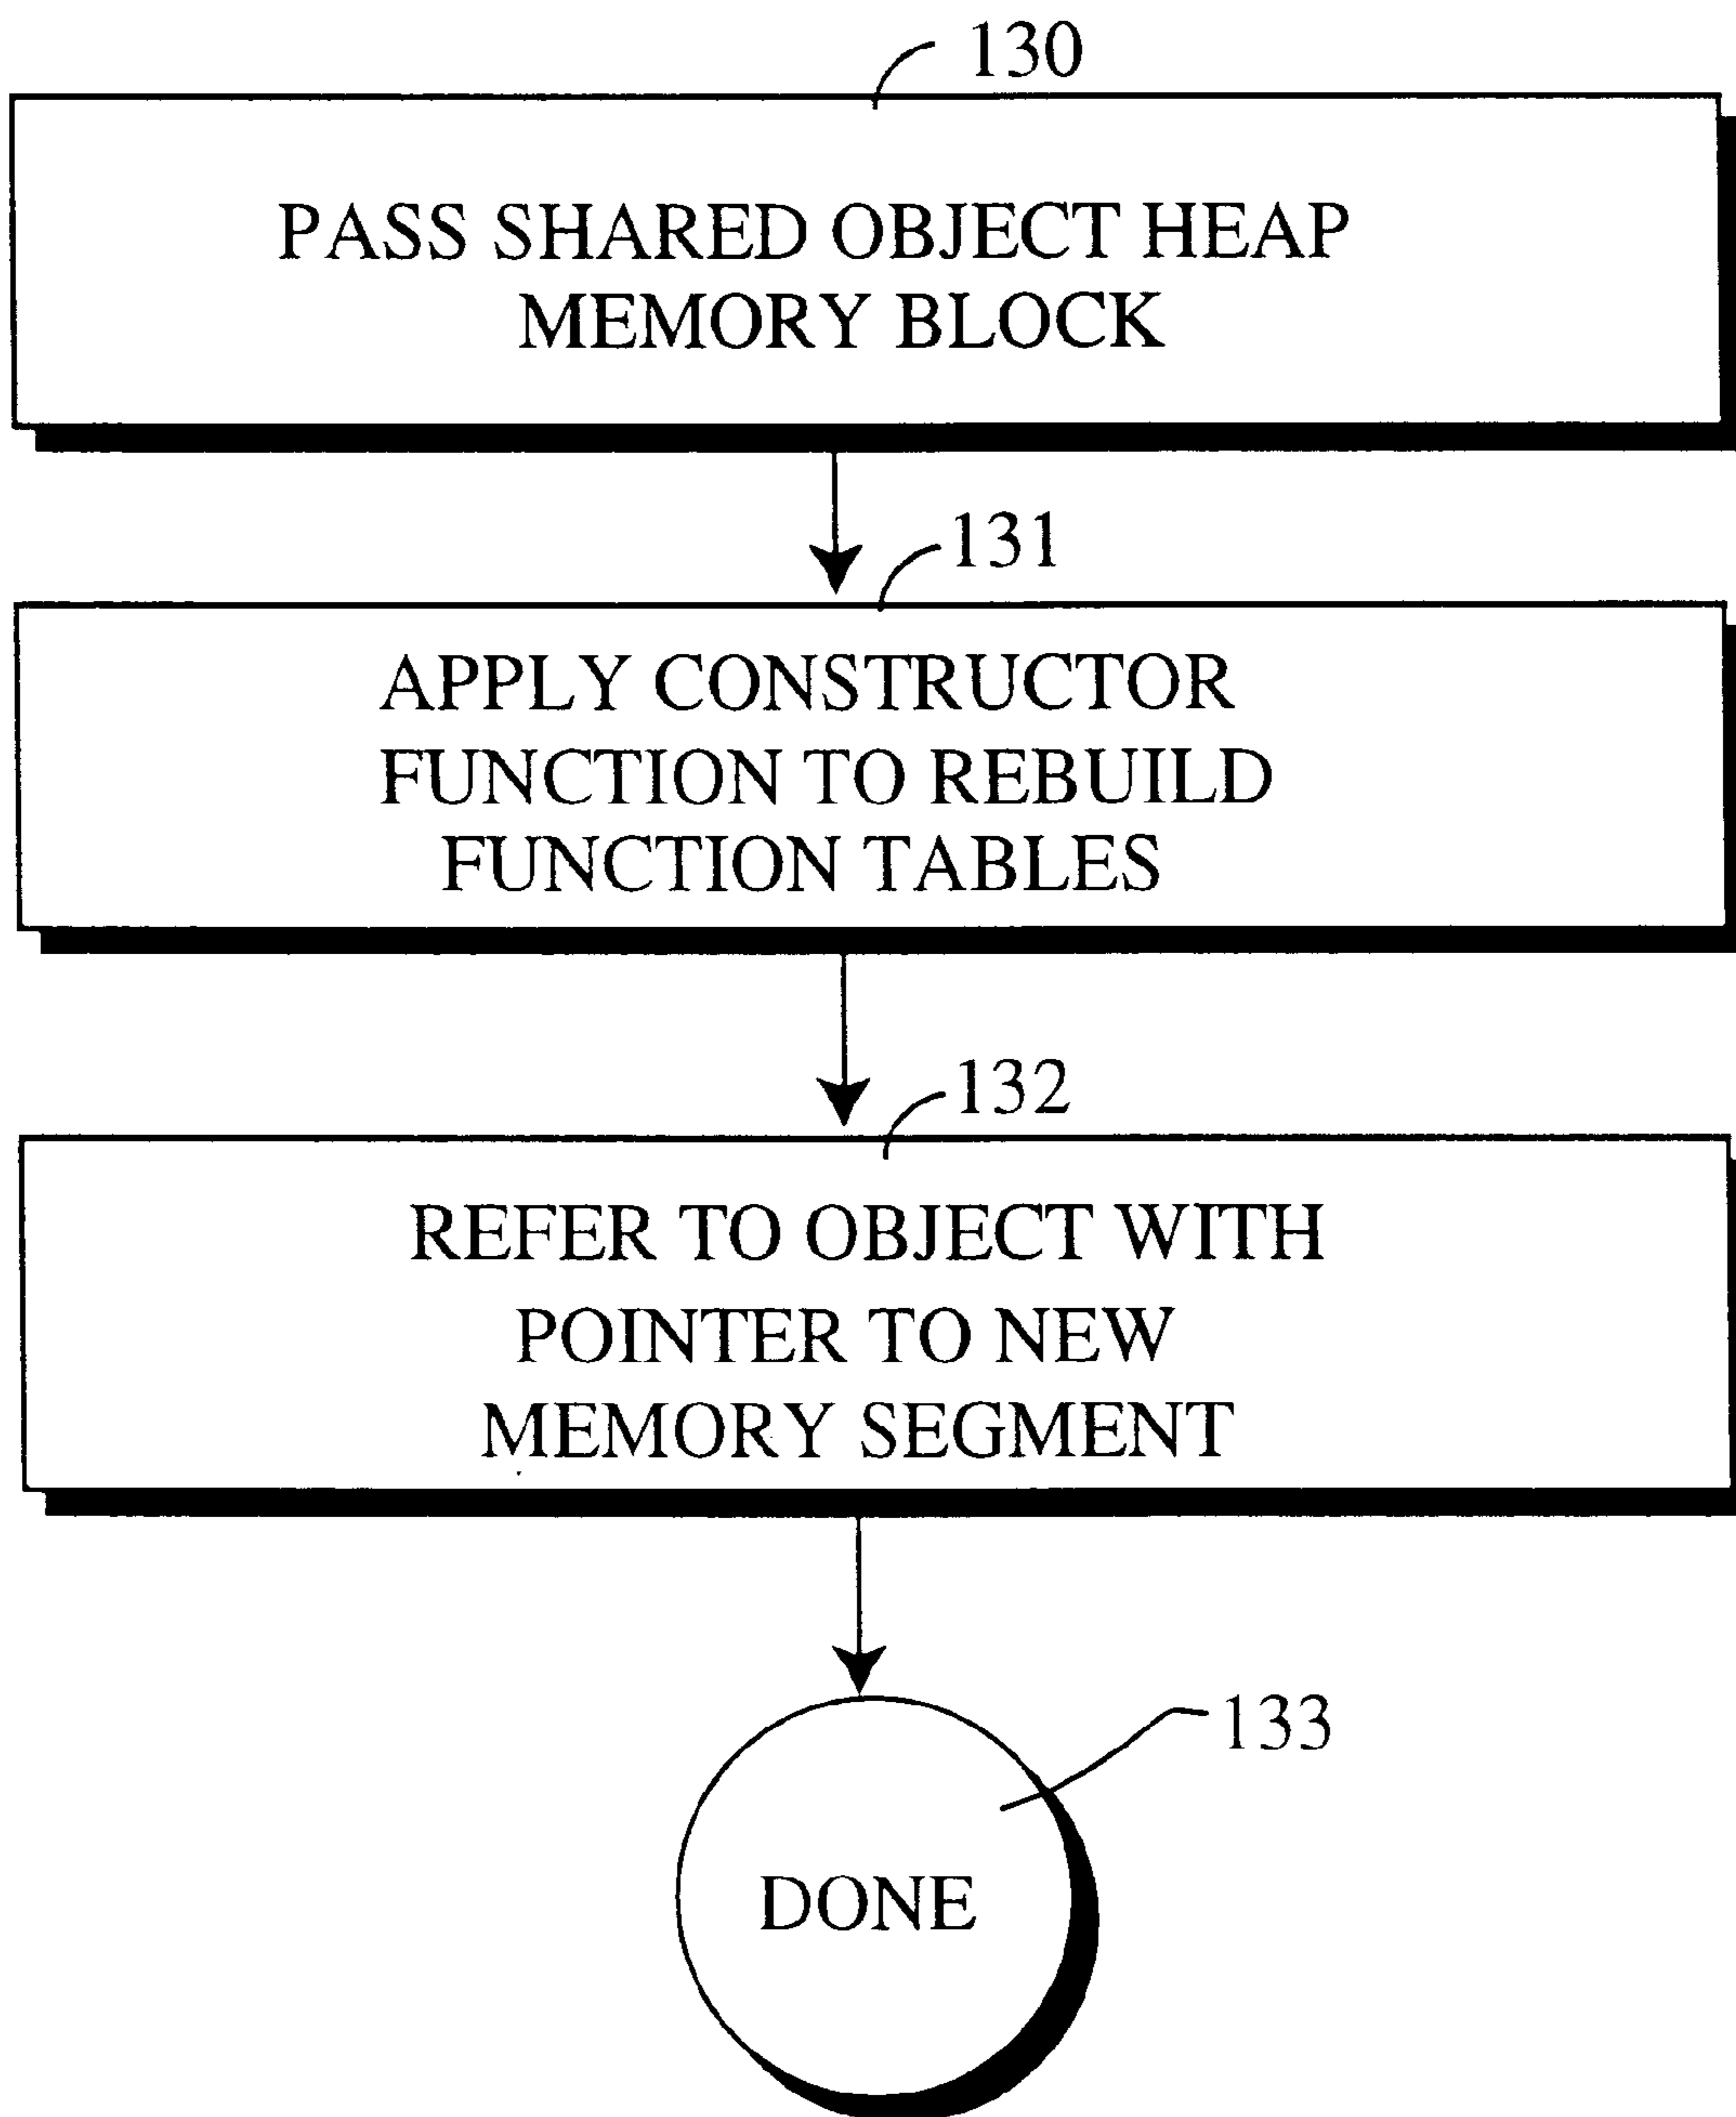 130
PASS SHARED OBJECT HEAP
MEMORY BLOCK
131
APPLY CONSTRUCTOR
FUNCTION TO REBUILD
FUNCTION TABLES
132
REFER TO OBJECT WITH
POINTER TO NEW
MEMORY SEGMENT
133
DONE